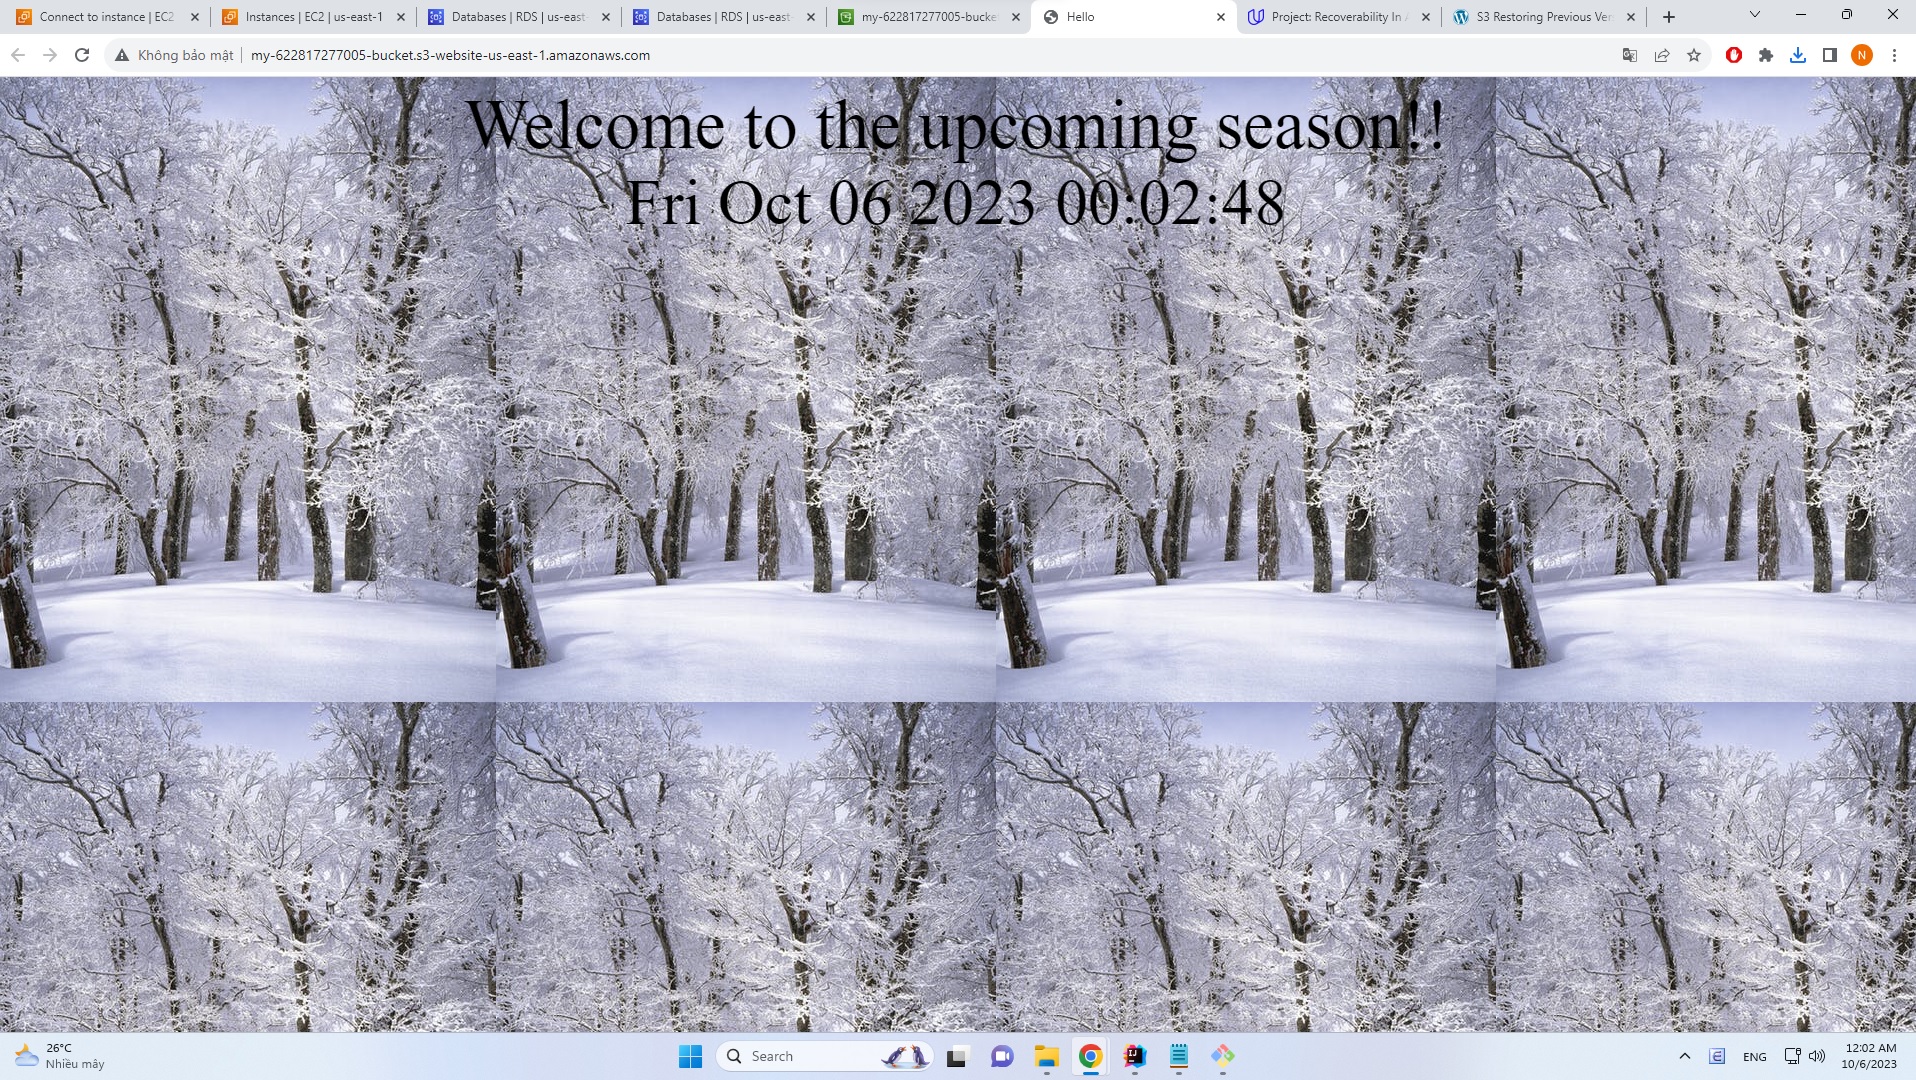 Connect to instance | EC2
Instances | EC2 | us-east-1
Databases | RDS | us-east-
Databases | RDS | us-east-
my-622817277005-bucket
Hello
Project: Recoverability In A
S3 Restoring Previous Ver
Không bảo mật
my-622817277005-bucket.s3-website-us-east-1.amazonaws.com
N
Welcome to the upcoming season!!
Fri Oct 06 2023 00:02:48
26°C
Nhiều mây
Search
ENG
12:02 AM
10/6/2023